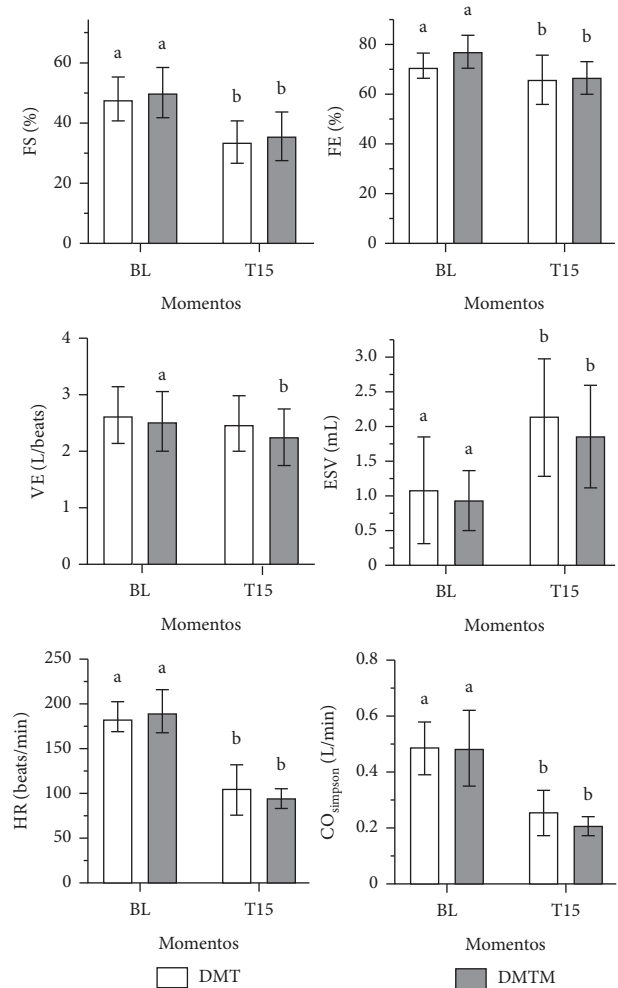 a a
b b
80
60
40
20
0
FS (%)
BL T15
Momentos
a a
b b
80
60
40
20
0
FE (%)
BL T15
Momentos
a
b
4
3
2
1
0
VE (L/beats)
BL T15
Momentos
a a
b b
3.0
2.5
2.0
1.5
1.0
0.5
0
ESV (mL)
BL T15
Momentos
a a
b b
250
200
150
100
50
0
HR (beats/min)
BL T15
Momentos
a a
b b
0.8
0.6
0.4
0.2
0
COsimpson (L/min)
BL T15
Momentos
DMT
DMTM